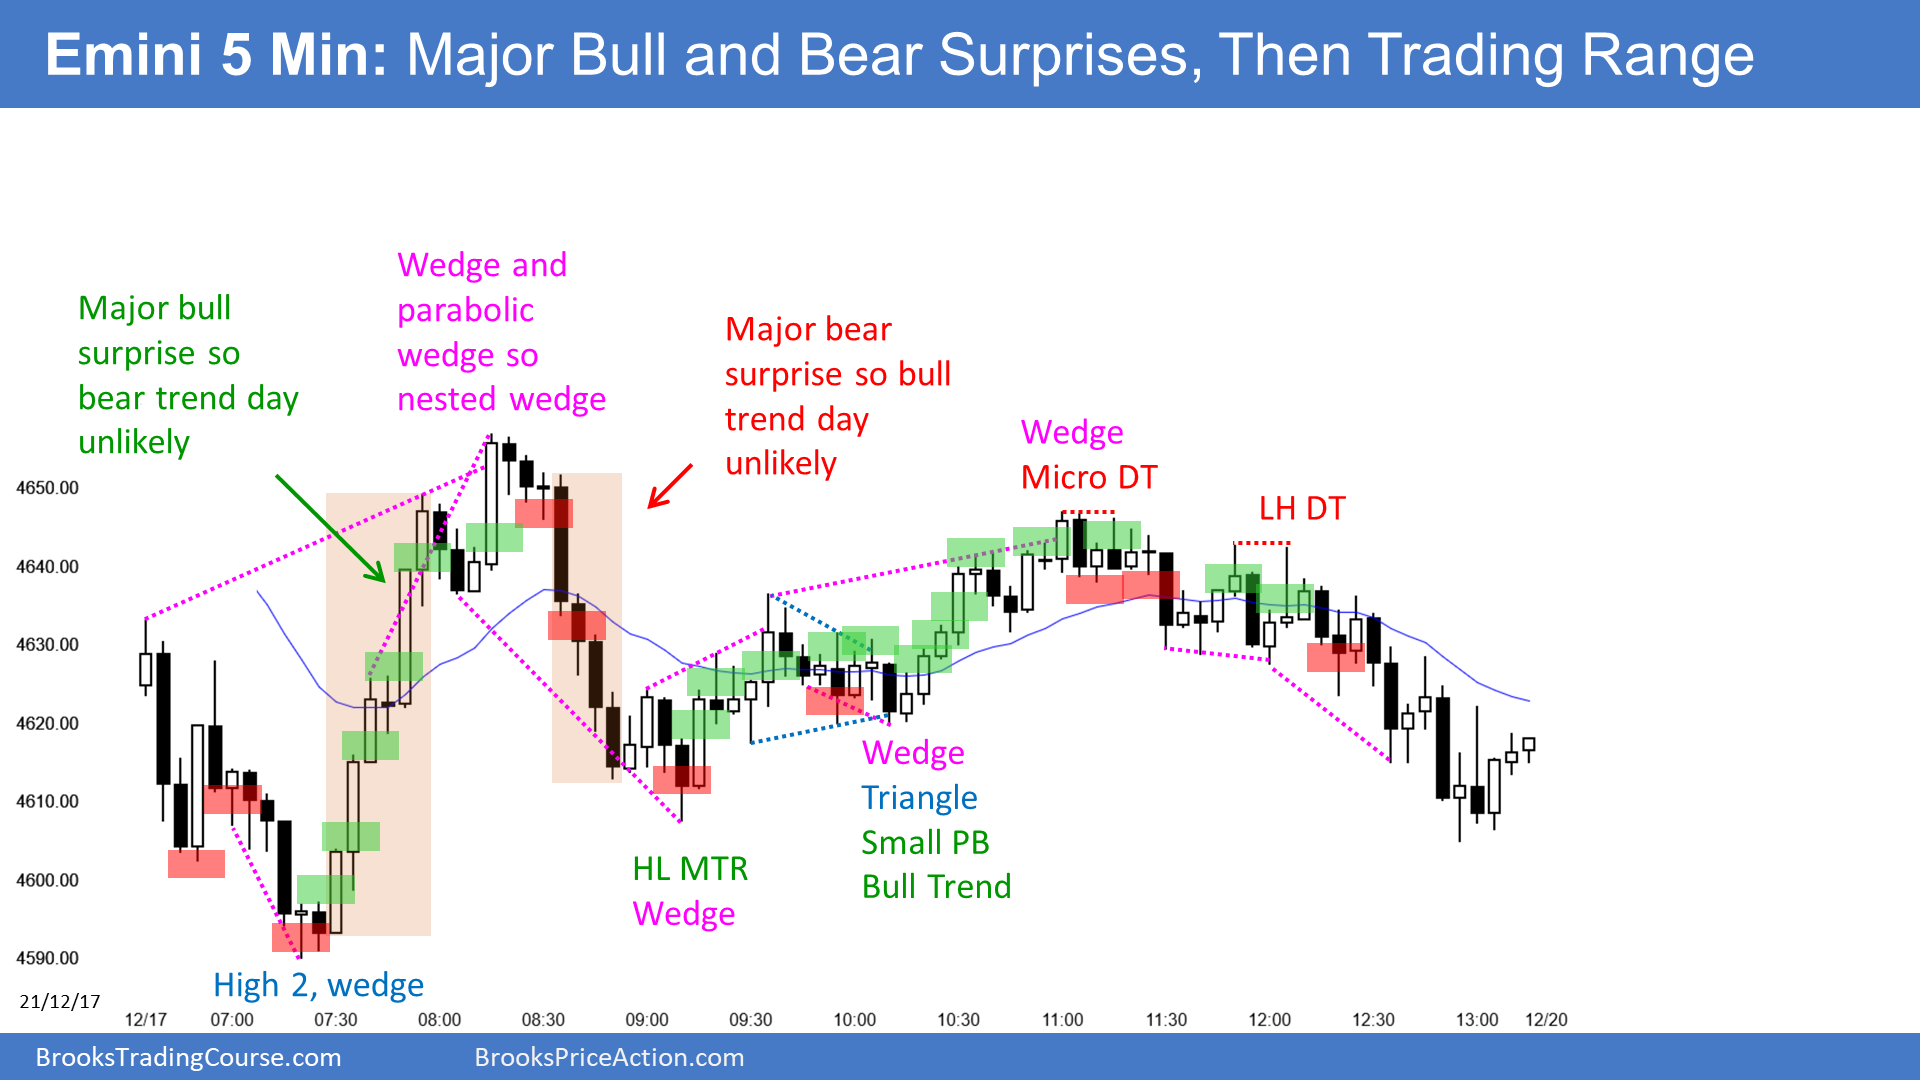 Emini 5 Min: Major Bull and Bear Surprises, Then Trading Range
Major bull
surprise so
bear trend day
unlikely
Wedge and
parabolic
wedge so
nested wedge
Major bear
surprise so bull
trend day
unlikely
Wedge
Micro DT
LH DT
4650.00
4640.00
4630.00
4620.00
4610.00
4600.00
4590.00
HL MTR
Wedge
Wedge
Triangle
Small PB
Bull Trend
High 2, wedge
21/12/17
12/17 07:00 07:30 08:00 08:30 09:00 09:30 10:00 10:30 11:00 11:30 12:00 12:30 13:00 12/20
BrooksTradingCourse.com BrooksPriceAction.com